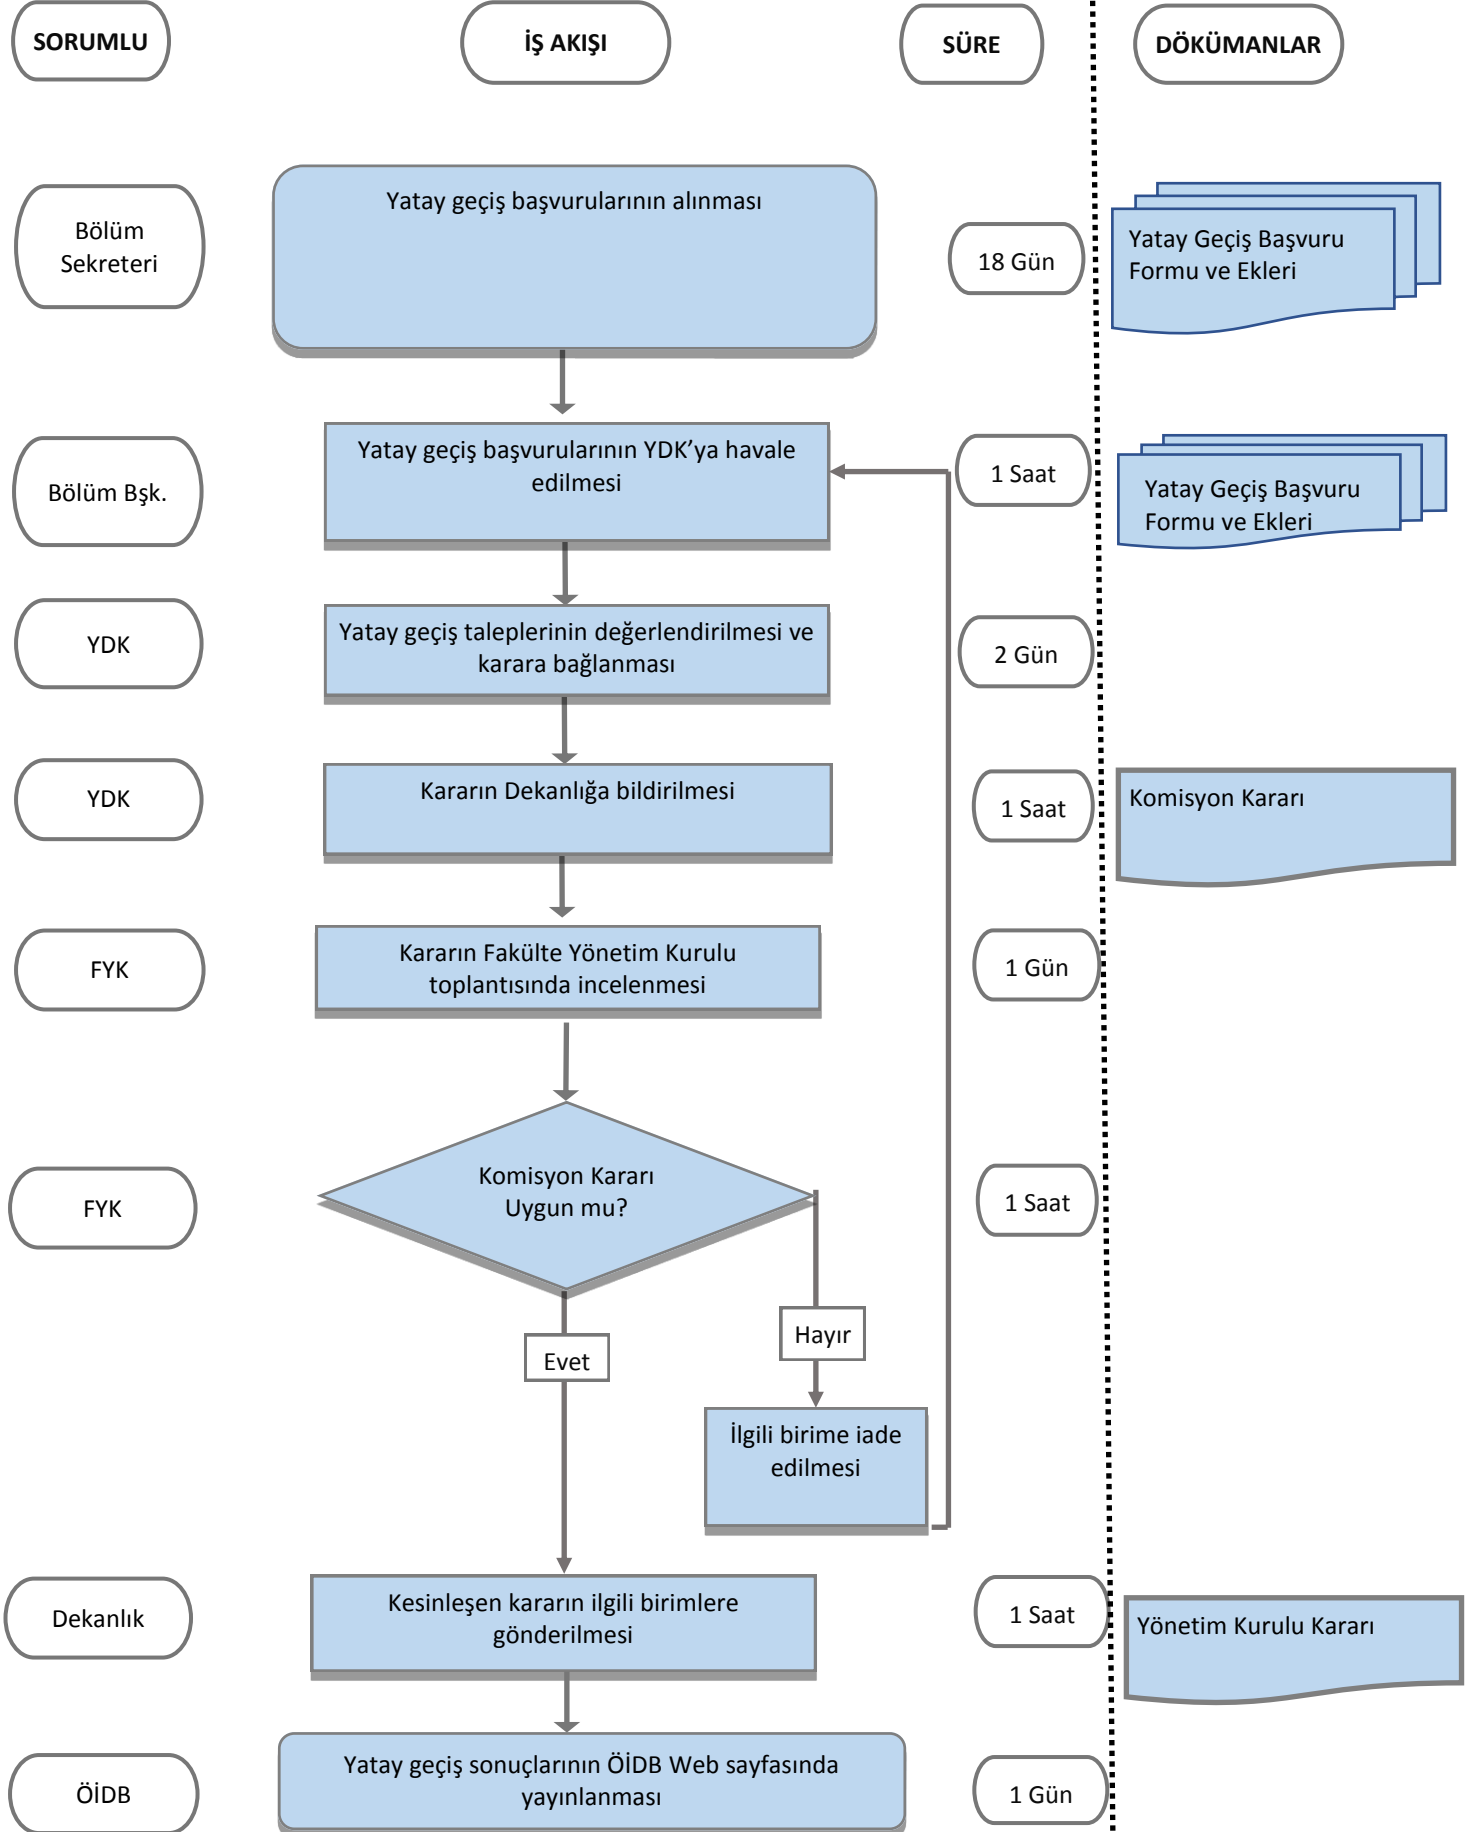 SORUMLU
İŞ AKIŞI
SÜRE
DÖKÜMANLAR
Bölüm
Sekreteri
Yatay geçiş başvurularının alınması
18 Gün
Yatay Geçiş Başvuru
Formu ve Ekleri
Bölüm Bşk.
Yatay geçiş başvurularının YDK’ya havale
edilmesi
1 Saat
Yatay Geçiş Başvuru
Formu ve Ekleri
YDK
Yatay geçiş taleplerinin değerlendirilmesi ve
karara bağlanması
2 Gün
YDK
Kararın Dekanlığa bildirilmesi
1 Saat
Komisyon Kararı
FYK
Kararın Fakülte Yönetim Kurulu
toplantısında incelenmesi
1 Gün
FYK
Komisyon Kararı
Uygun mu?
1 Saat
Hayır
Evet
İlgili birime iade
edilmesi
Dekanlık
Kesinleşen kararın ilgili birimlere
gönderilmesi
1 Saat
Yönetim Kurulu Kararı
ÖİDB
Yatay geçiş sonuçlarının ÖİDB Web sayfasında
yayınlanması
1 Gün